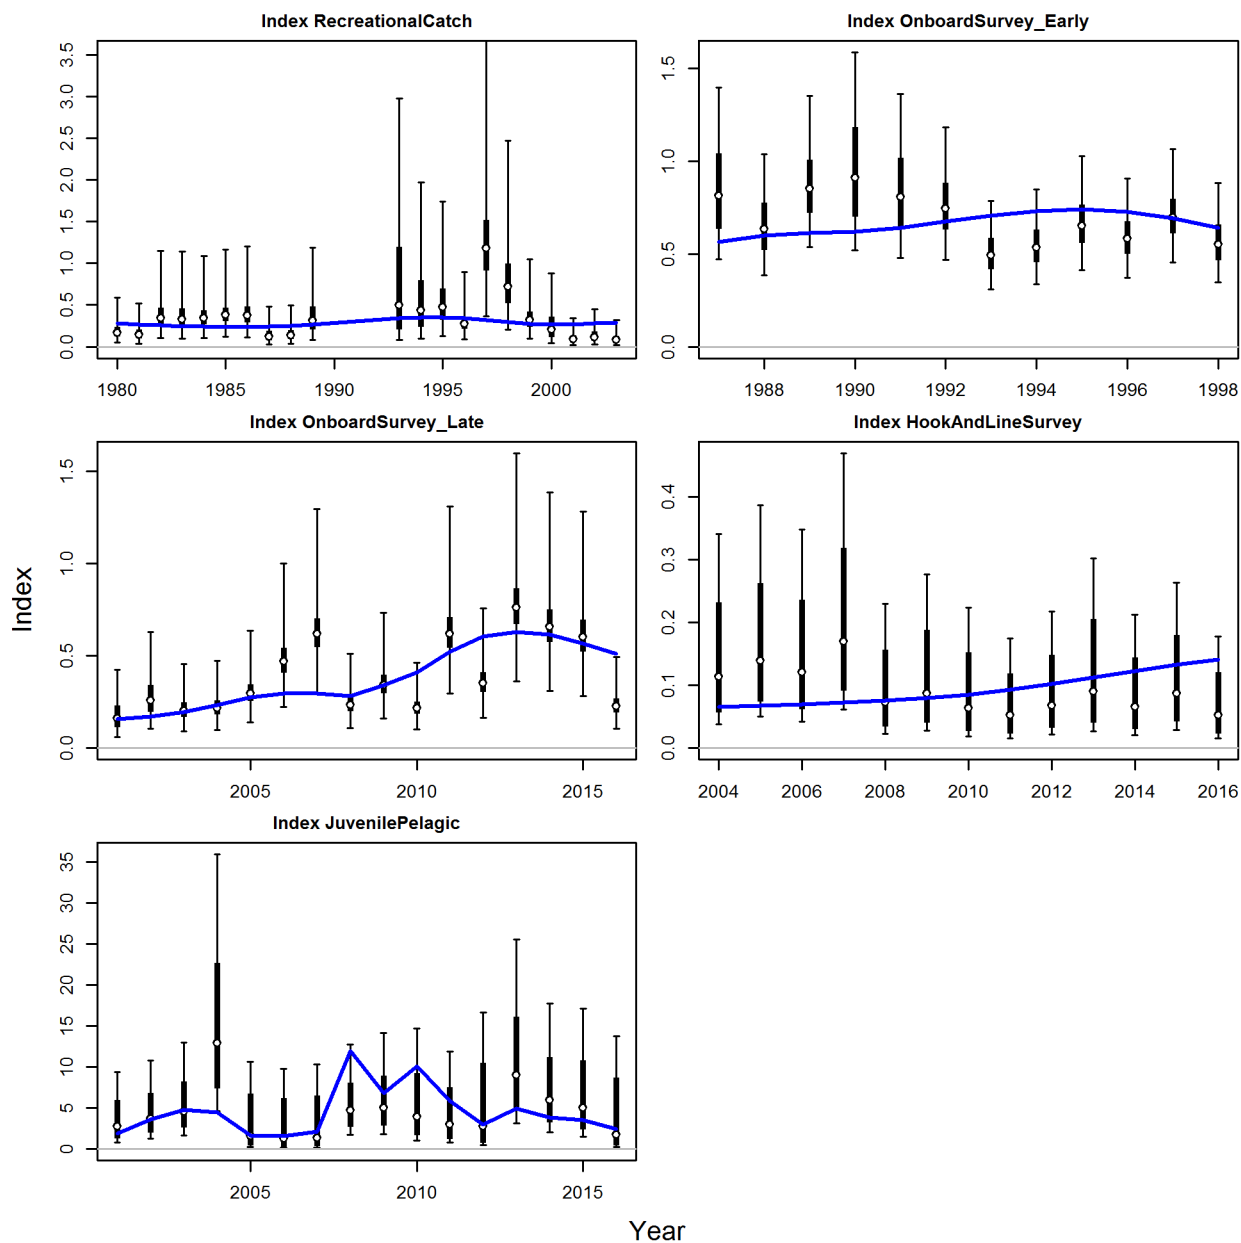 Index RecreationalCatch
3.5
3.0
2.5
2.0
1.5
1.0
0.5
0.0
1980 1985 1990 1995 2000
Index OnboardSurvey_Early
1.5
1.0
0.5
0.0
1988 1990 1992 1994 1996 1998
Index OnboardSurvey_Late
1.5
1.0
0.5
0.0
2005 2010 2015
Index HookAndLineSurvey
0.4
0.3
0.2
0.1
0.0
2004 2006 2008 2010 2012 2014 2016
Index JuvenilePelagic
35
30
25
20
15
10
5
0
2005 2010 2015
Index
Year